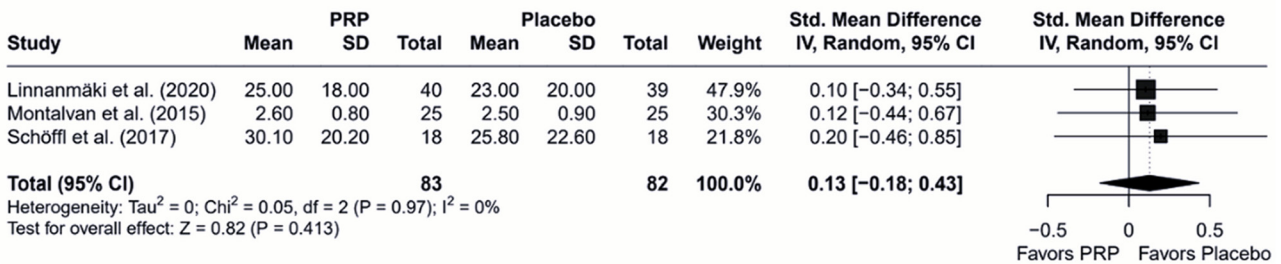 PRP Placebo Std. Mean Difference Std. Mean Difference
Study Mean SD Total Mean SD Total Weight IV, Random, 95% CI IV, Random, 95% CI
Linnanmäki et al. (2020) 25.00 18.00 40 23.00 20.00 39 47.9% 0.10 [−0.34; 0.55]
Montalvan et al. (2015) 2.60 0.80 25 2.50 0.90 25 30.3% 0.12 [−0.44; 0.67]
Schöffl et al. (2017) 30.10 20.20 18 25.80 22.60 18 21.8% 0.20 [−0.46; 0.85]
Total (95% CI) 83 82 100.0% 0.13 [−0.18; 0.43]
Heterogeneity: Tau² = 0; Chi² = 0.05, df = 2 (P = 0.97); I² = 0%
Test for overall effect: Z = 0.82 (P = 0.413)
−0.5 0 0.5
Favors PRP Favors Placebo